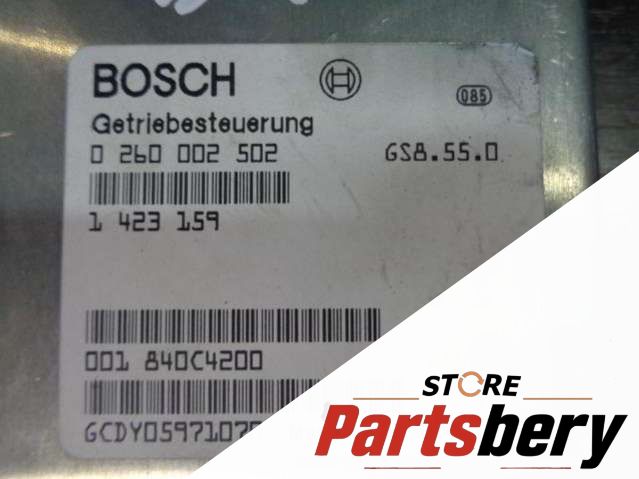 BOSCH
085
Getriebesteuerung
0 260 002 502 GS8.55.0
1 423 159
001 840C4200
STORE
Partsbery